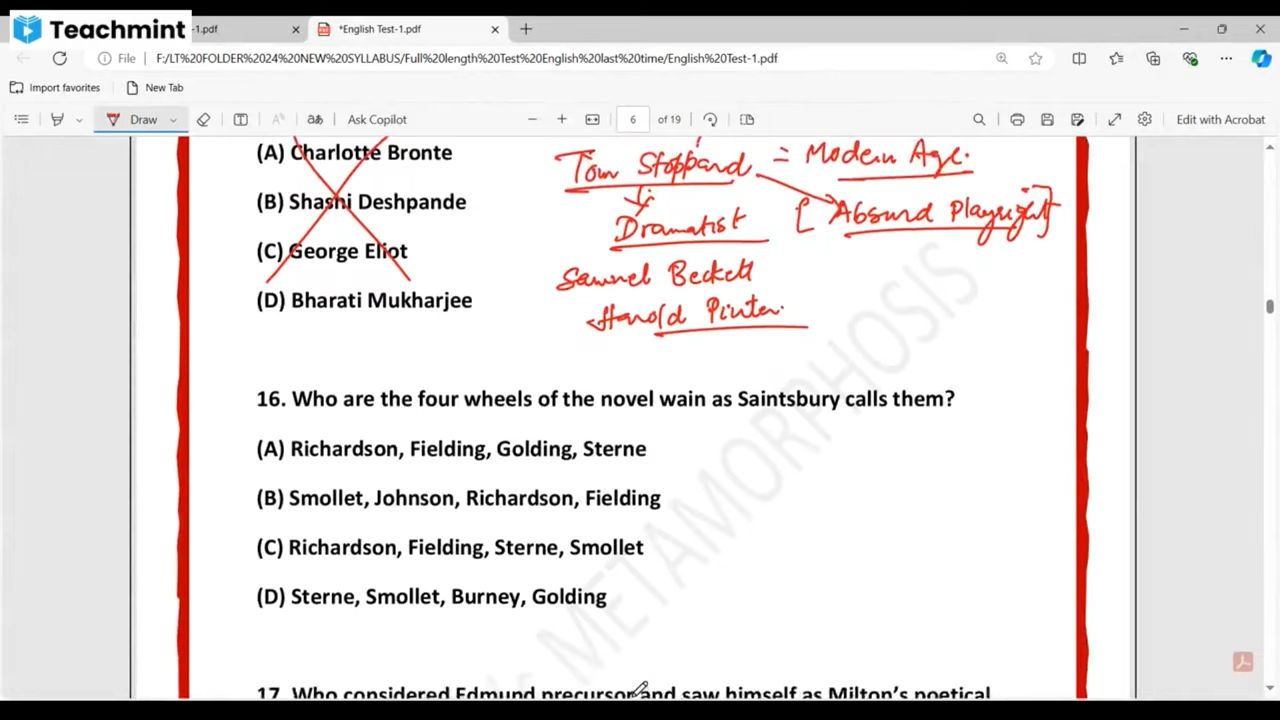 Teachmint
-1.pdf
*English Test-1.pdf
File
F:/LT%20FOLDER%202024%20NEW%20SYLLABUS/Full%20length%20Test%20English%20last%20time/English%20Test-1.pdf
Import favorites
New Tab
Draw
Ask Copilot
6 of 19
Edit with Acrobat
(A) Charlotte Bronte
(B) Shashi Deshpande
(C) George Eliot
(D) Bharati Mukharjee
Tom Stoppard = Modern Age.
Dramatist
[Absurd Playright]
Samuel Beckett
Harold Pinter.
16. Who are the four wheels of the novel wain as Saintsbury calls them?
(A) Richardson, Fielding, Golding, Sterne
(B) Smollet, Johnson, Richardson, Fielding
(C) Richardson, Fielding, Sterne, Smollet
(D) Sterne, Smollet, Burney, Golding
17. Who considered Edmund precursor and saw himself as Milton's poetical
METAMORPHOSIS